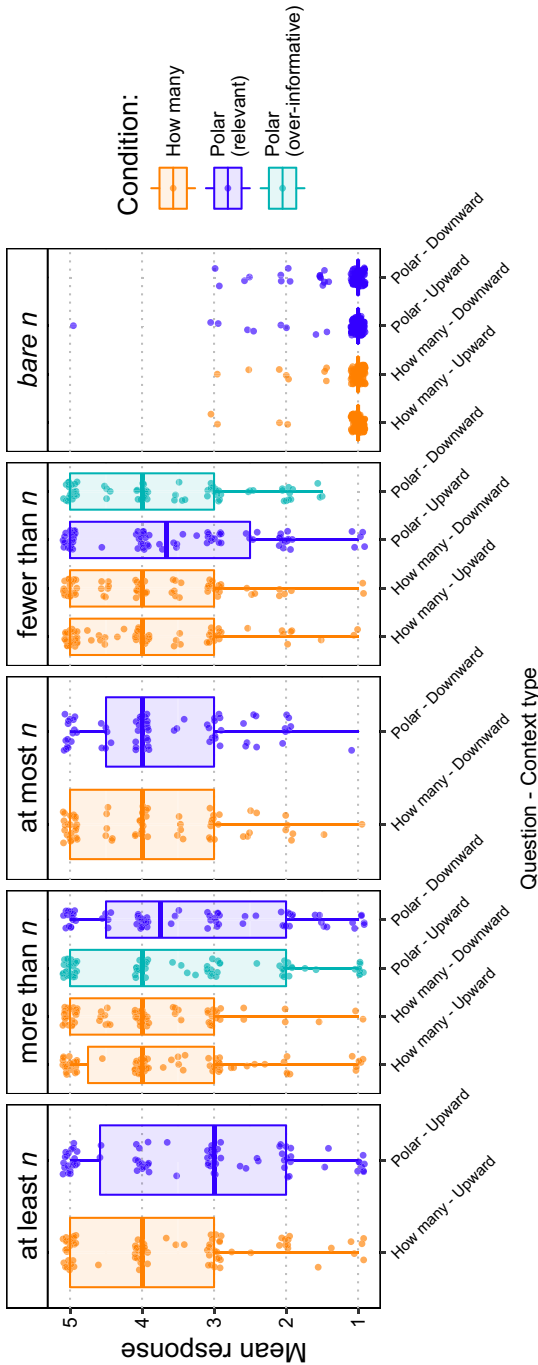 at least n
more than n
at most n
fewer than n
bare n
Mean response
5
4
3
2
1
How many - Upward
Polar - Upward
How many - Upward
How many - Downward
Polar - Upward
Polar - Downward
How many - Downward
Polar - Downward
How many - Upward
How many - Downward
Polar - Upward
Polar - Downward
How many - Upward
How many - Downward
Polar - Upward
Polar - Downward
Question - Context type
Condition:
How many
Polar
(relevant)
Polar
(over-informative)